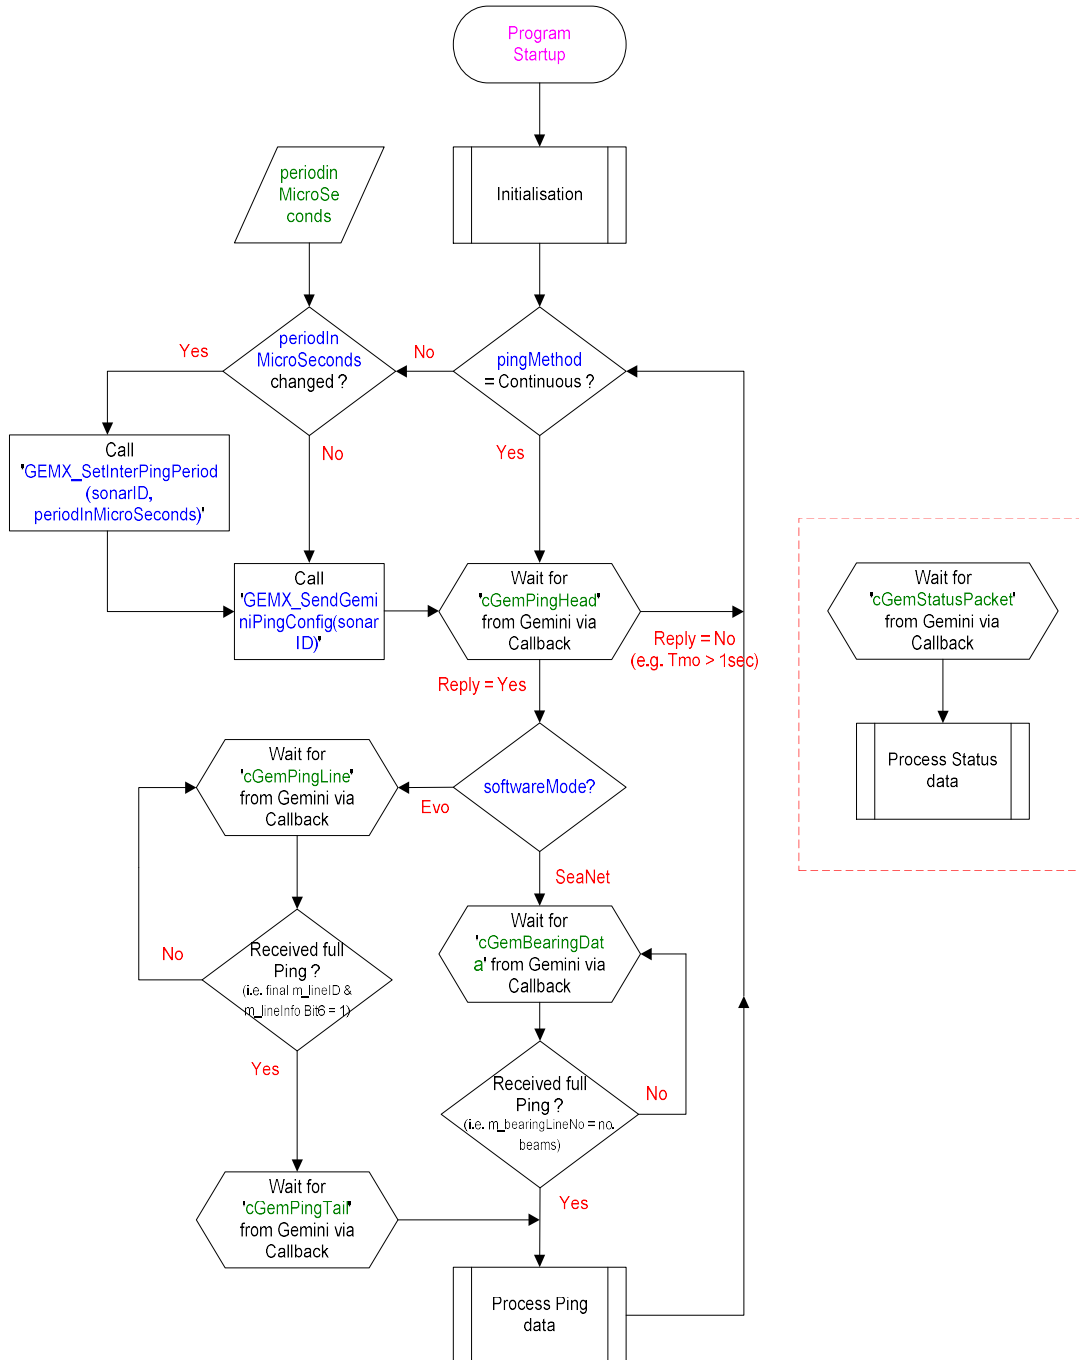 Program
Startup
periodin
MicroSe
conds
Initialisation
Yes
periodIn
MicroSeconds
changed ?
No
pingMethod
= Continuous ?
Call
'GEMX_SetInterPingPeriod
(sonarID,
periodInMicroSeconds)'
No
Yes
Call
'GEMX_SendGemi
niPingConfig(sonar
ID)'
Wait for
'cGemPingHead'
from Gemini via
Callback
Reply = No
(e.g. Tmo > 1sec)
Wait for
'cGemStatusPacket'
from Gemini via
Callback
Reply = Yes
Process Status
data
Wait for
'cGemPingLine'
from Gemini via
Callback
Evo
softwareMode?
SeaNet
No
Received full
Ping ?
(i.e. final m_lineID &
m_lineInfo Bit6 = 1)
Wait for
'cGemBearingDat
a' from Gemini via
Callback
Yes
Received full
Ping ?
(i.e. m_bearingLineNo = no.
beams)
No
Wait for
'cGemPingTail'
from Gemini via
Callback
Yes
Process Ping
data